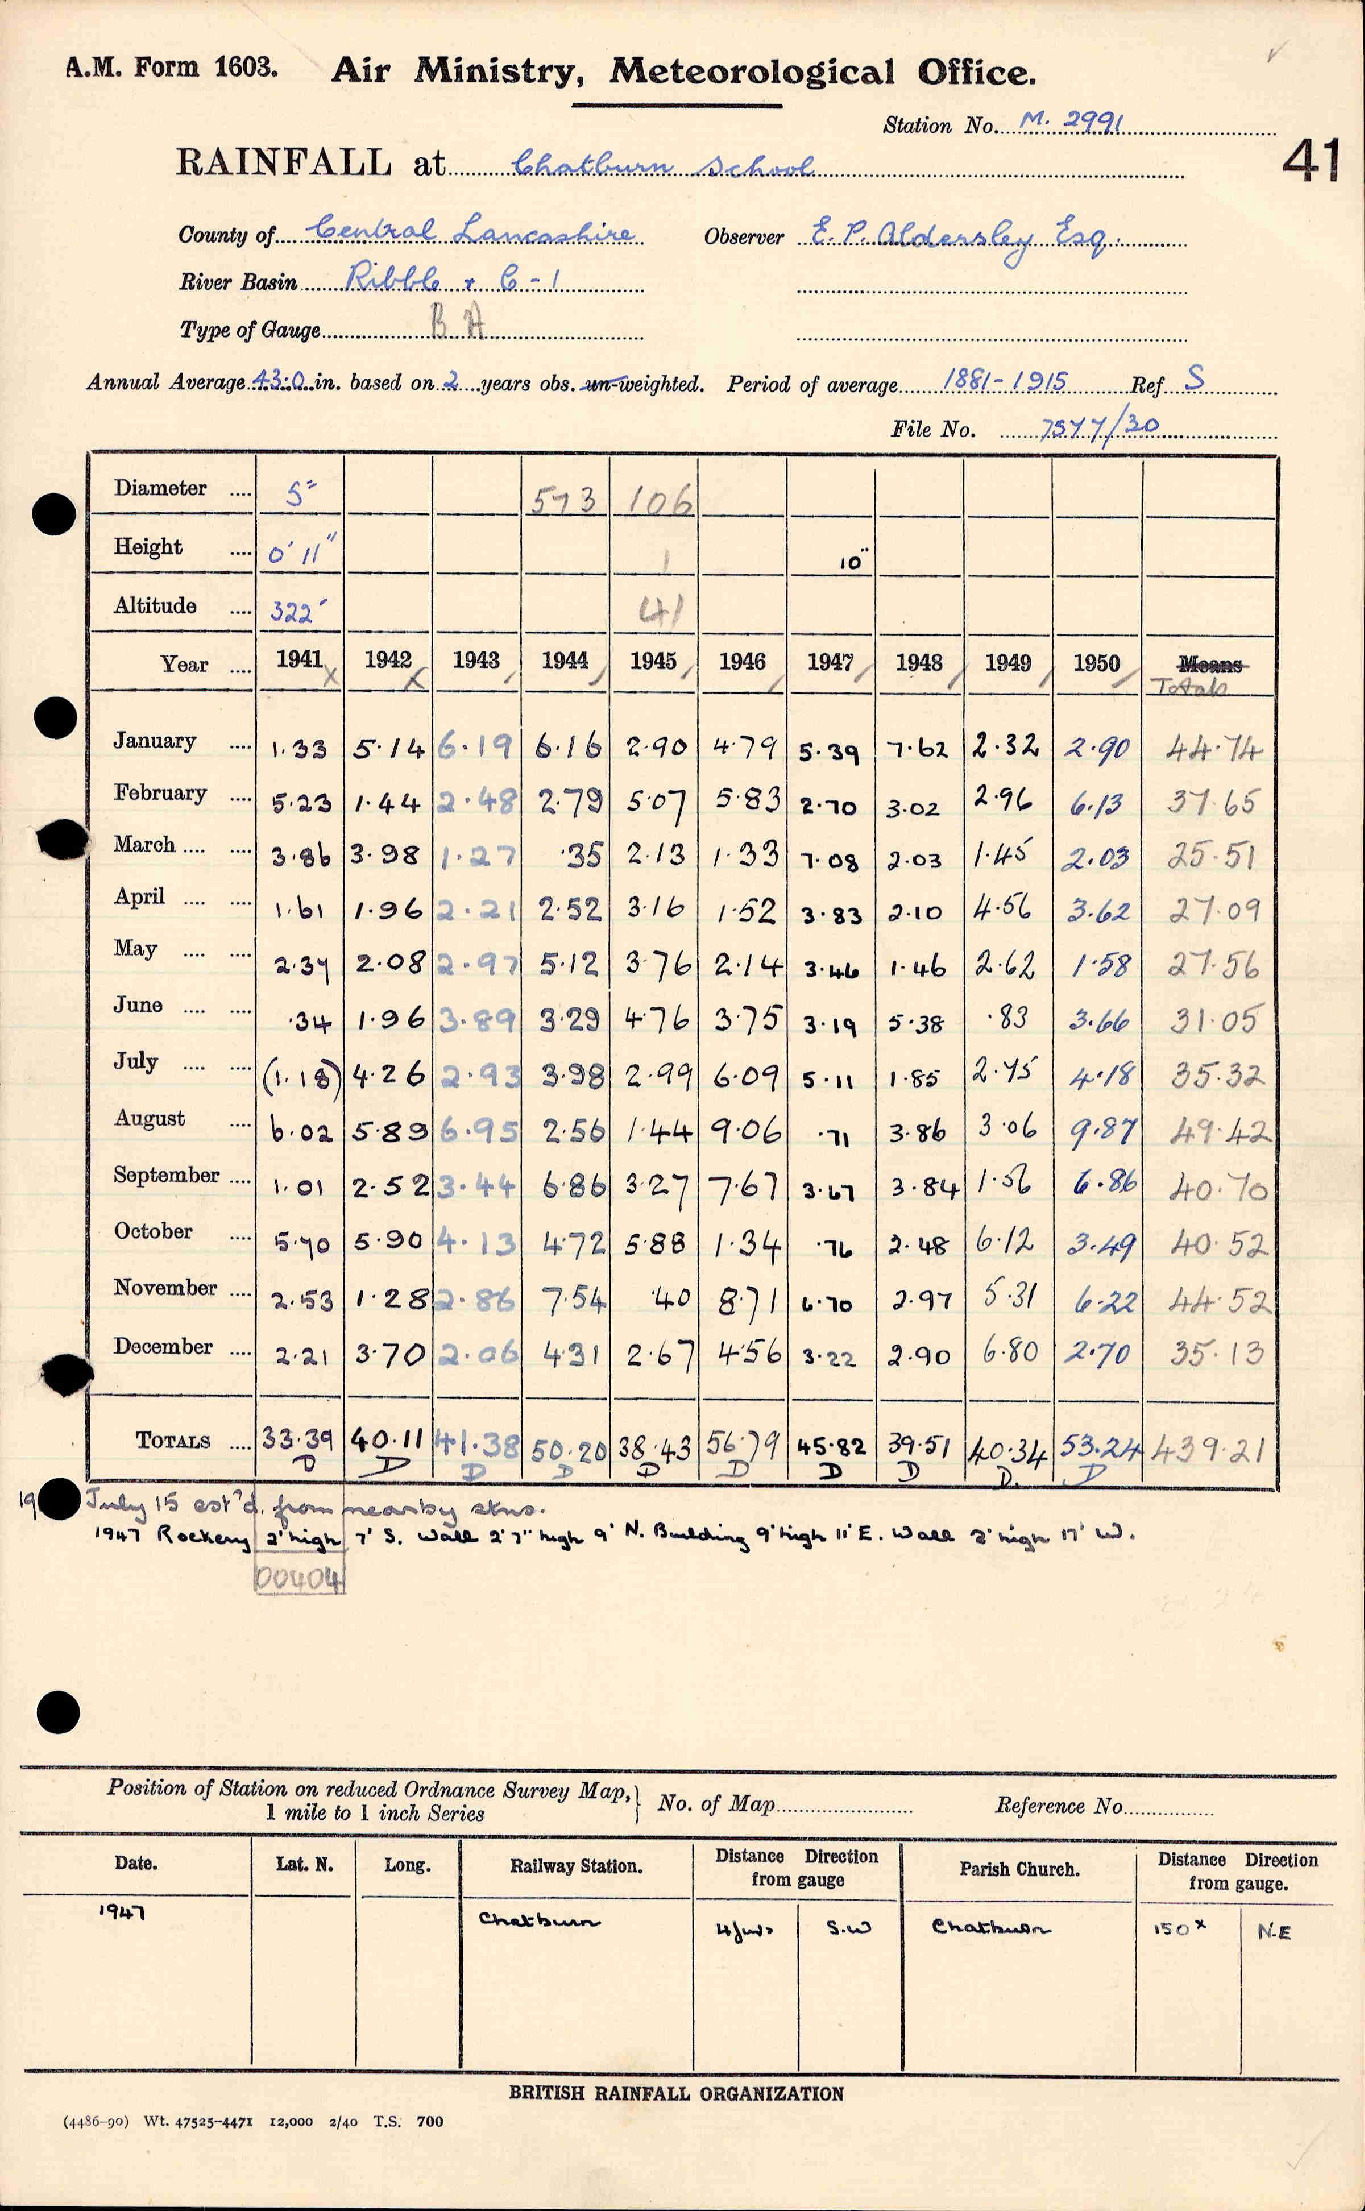 A.M. Form 1603. Air Ministry, Meteorological Office.
Station No. M. 2991
41
RAINFALL at Chatburn School
County of Central Lancashire Observer E. P. Aldersley Esq.
River Basin Ribble + C-1
Type of Gauge B A
Annual Average 43.0 in. based on 2 years obs. un-weighted. Period of average 1881-1915 Ref S
File No. 7577/30
Diameter .... 5" 573 106
Height .... 0' 11" 1 10"
Altitude .... 322' 41
Year .... 1941 1942 1943 1944 1945 1946 1947 1948 1949 1950 Means Totals
January .... 1.33 5.14 6.19 6.16 2.90 4.79 5.39 7.62 2.32 2.90 44.74
February .... 5.23 1.44 2.48 2.79 5.07 5.83 2.70 3.02 2.96 6.13 37.65
March .... .... 3.86 3.98 1.27 .35 2.13 1.33 7.08 2.03 1.45 2.03 25.51
April .... .... 1.61 1.96 2.21 2.52 3.16 1.52 3.83 2.10 4.56 3.62 27.09
May .... .... 2.37 2.08 2.97 5.12 3.76 2.14 3.46 1.46 2.62 1.58 27.56
June .... .... .34 1.96 3.89 3.29 4.76 3.75 3.19 5.38 .83 3.66 31.05
July .... .... (1.18) 4.26 2.93 3.98 2.99 6.09 5.11 1.85 2.75 4.18 35.32
August .... 6.02 5.89 6.95 2.56 1.44 9.06 .71 3.86 3.06 9.87 49.42
September .... 1.01 2.52 3.44 6.86 3.27 7.67 3.67 3.84 1.56 6.86 40.70
October .... 5.70 5.90 4.13 4.72 5.88 1.34 .76 2.48 6.12 3.49 40.52
November .... 2.53 1.28 2.86 7.54 .40 8.71 6.70 2.97 5.31 6.22 44.52
December .... 2.21 3.70 2.06 4.31 2.67 4.56 3.22 2.90 6.80 2.70 35.13
TOTALS .... 33.39 40.11 41.38 50.20 38.43 56.79 45.82 39.51 40.34 53.24 439.21
D D D D D D D D D. D
19 July 15 est'd. from nearby stns.
1947 Rockery 2' high 7' S. Wall 2'7" high 9' N. Building 9' high 11' E. Wall 2' high 17' W.
00404
Position of Station on reduced Ordnance Survey Map, 1 mile to 1 inch Series No. of Map Reference No.
Date. Lat. N. Long. Railway Station. Distance Direction from gauge Parish Church. Distance Direction from gauge.
1947 Chatburn S.W Chatburn 150ˣ N.E
BRITISH RAINFALL ORGANIZATION
(4486-90) Wt. 47525-4471 12,000 2/40 T.S. 700